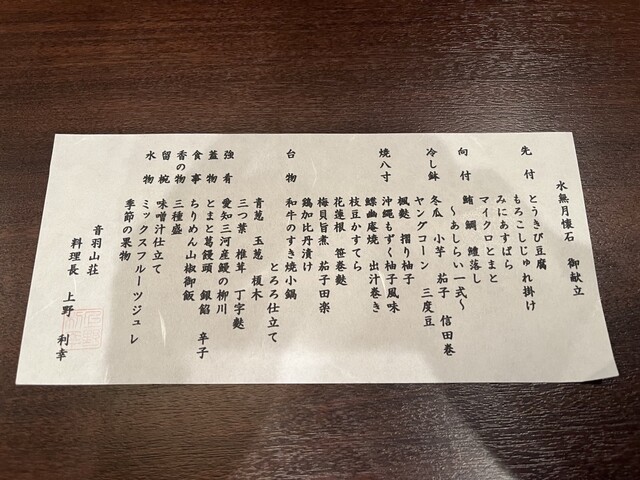 水無月懐石 御献立
先付 とうきび豆腐
もろこしじゅれ掛け
みにあすぱら
マイクロとまと
向付 鮪 鯛 鱧落し
～あしらい一式～
冷し鉢 冬瓜 小芋 茄子 信田巻
ヤングコーン 三度豆
楓麩 摺り柚子
焼八寸 沖縄もずく柚子風味
鰈幽庵焼 出汁巻き
枝豆かすてら
花蓮根 笹巻麩
梅貝旨煮 茄子田楽
鶏加比丹漬け
台物 和牛のすき焼小鍋
とろろ仕立て
青葱 玉葱 榎木
三つ葉 椎茸 丁字麩
強肴 愛知三河産鰻の柳川
蓋物 とまと葛饅頭 銀餡 辛子
食事 ちりめん山椒御飯
香の物 三種盛
留椀 味噌汁仕立て
水物 ミックスフルーツジュレ
季節の果物
音羽山荘
料理長 上野 利幸